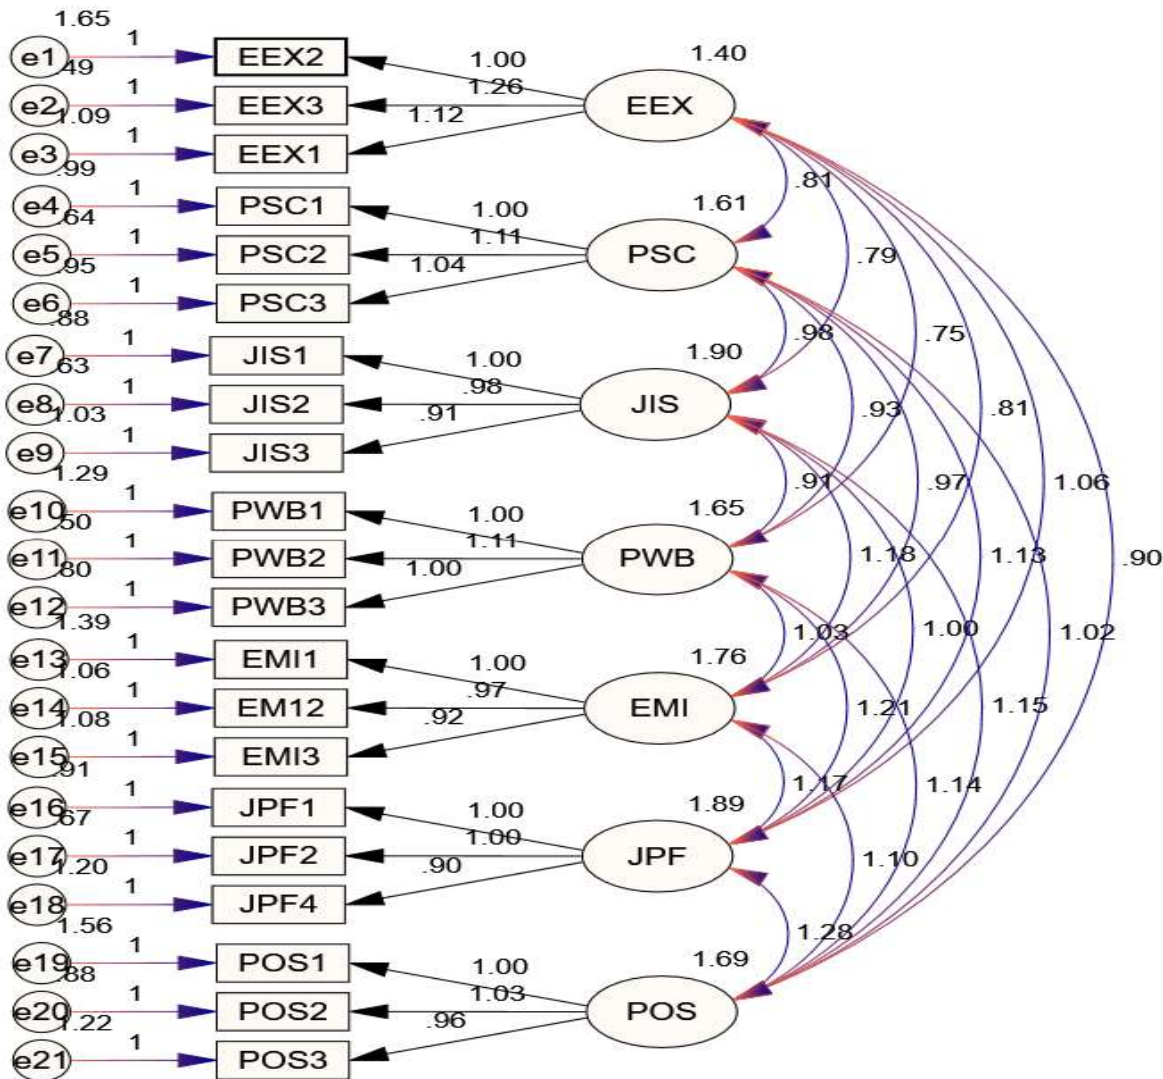 1.65
e1 1 EEX2 1.00 1.40
.49
e2 1 EEX3 1.26 EEX
1.09
e3 1 EEX1 1.12
.99 .81
e4 1 PSC1 1.00 1.61
.64
e5 1 PSC2 1.11 PSC .79
.95
e6 1 PSC3 1.04
.88 .98 .75
e7 1 JIS1 1.00 1.90
.63
e8 1 JIS2 .98 JIS .93 .81
1.03
e9 1 JIS3 .91
1.29 .91 .97 1.06
e10 1 PWB1 1.00 1.65
.50
e11 1 PWB2 1.11 PWB 1.18 1.13 .90
.80
e12 1 PWB3 1.00
1.39 1.03 1.00 1.02
e13 1 EMI1 1.00 1.76
1.06
e14 1 EM12 .97 EMI 1.21 1.15
1.08
e15 1 EMI3 .92
.91 1.17 1.14
e16 1 JPF1 1.00 1.89
.67
e17 1 JPF2 1.00 JPF 1.10
1.20
e18 1 JPF4 .90
1.56 1.28
e19 1 POS1 1.00 1.69
.88
e20 1 POS2 1.03 POS
1.22
e21 1 POS3 .96